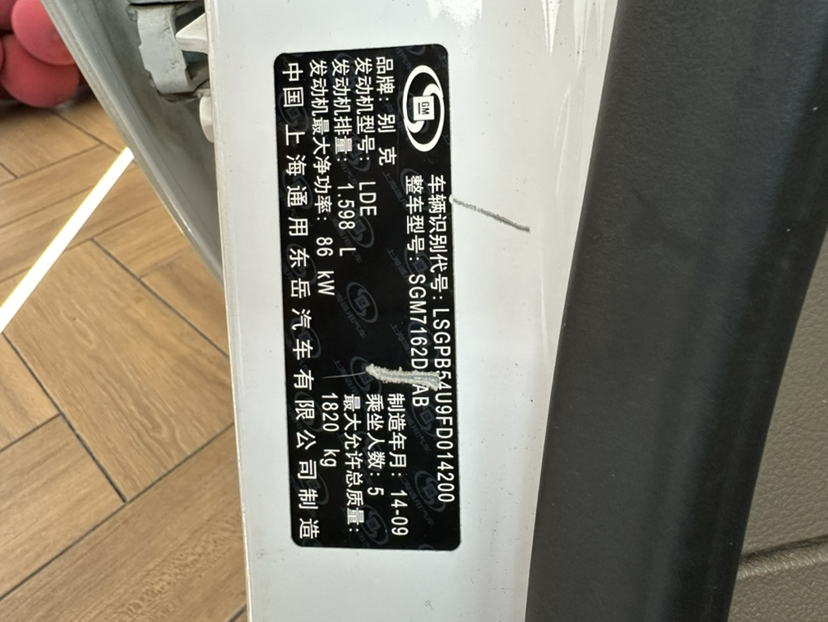 GM
车辆识别代号: LSGPB54U9FD014200
整车型号:
品牌: 别克 制造年月: 14-09
发动机型号: LDE 乘坐人数: 5
发动机排量: 1.598 L 最大允许总质量:
发动机最大净功率: 86 kW 1820 kg
中国 上海通用东岳汽车有限公司制造